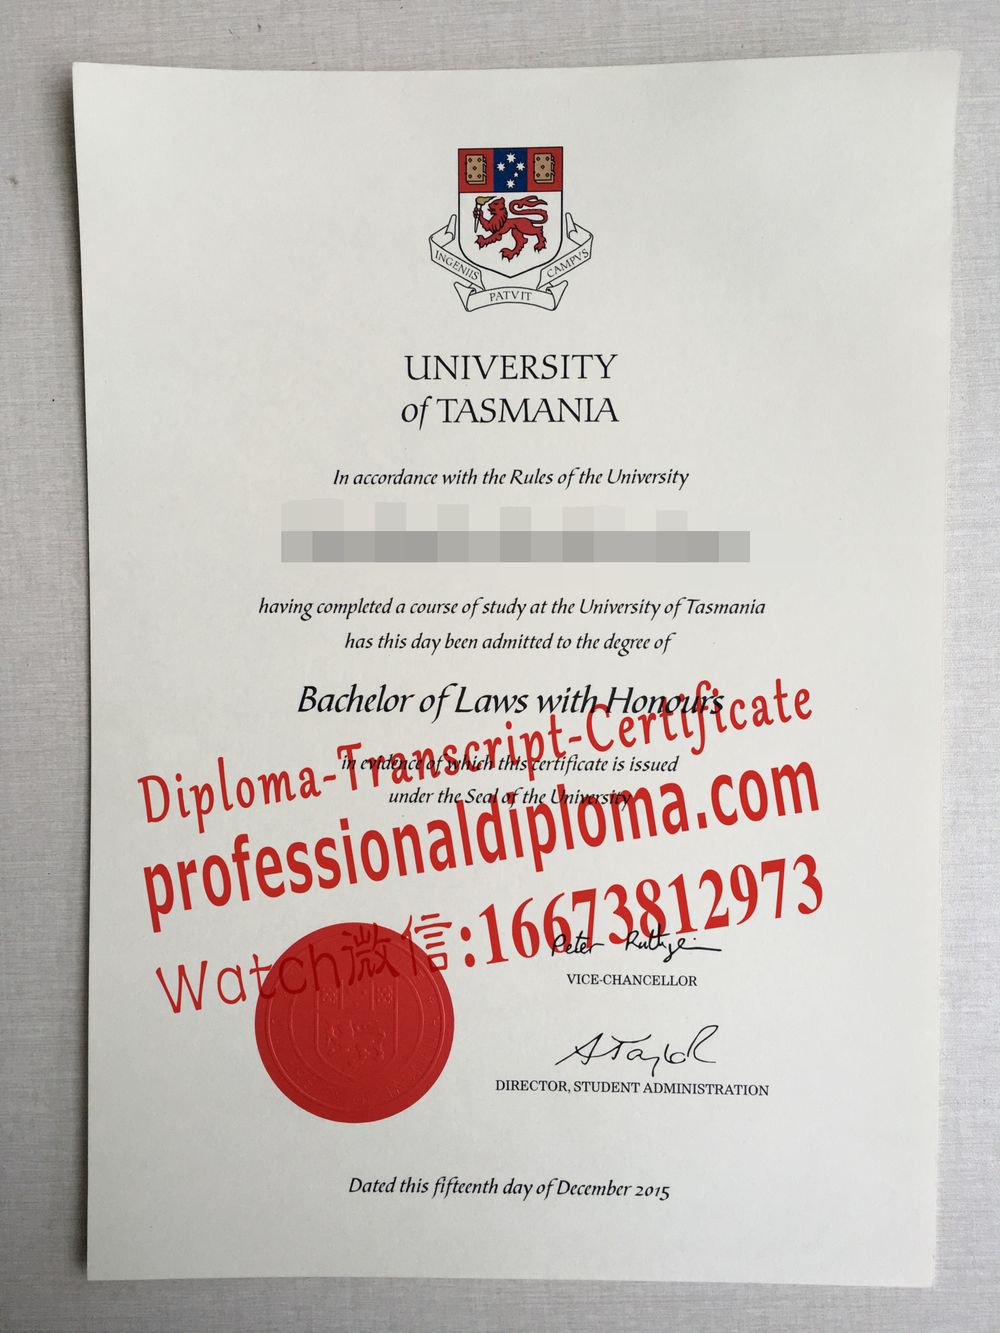 INGENIIS
PATVIT
CAMPVS
UNIVERSITY
of TASMANIA
In accordance with the Rules of the University
having completed a course of study at the University of Tasmania
has this day been admitted to the degree of
Bachelor of Laws with Honours
Diploma-Transcript-Certificate
in evidence of which this certificate is issued
under the Seal of the University
professionaldiploma.com
Watch微信:16673812973
Peter
VICE-CHANCELLOR
ATaylor
DIRECTOR, STUDENT ADMINISTRATION
Dated this fifteenth day of December 2015